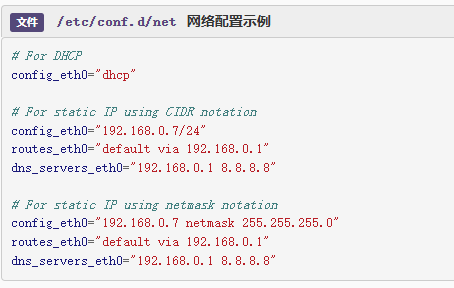 文件 /etc/conf.d/net 网络配置示例
# For DHCP
config_eth0="dhcp"
# For static IP using CIDR notation
config_eth0="192.168.0.7/24"
routes_eth0="default via 192.168.0.1"
dns_servers_eth0="192.168.0.1 8.8.8.8"
# For static IP using netmask notation
config_eth0="192.168.0.7 netmask 255.255.255.0"
routes_eth0="default via 192.168.0.1"
dns_servers_eth0="192.168.0.1 8.8.8.8"